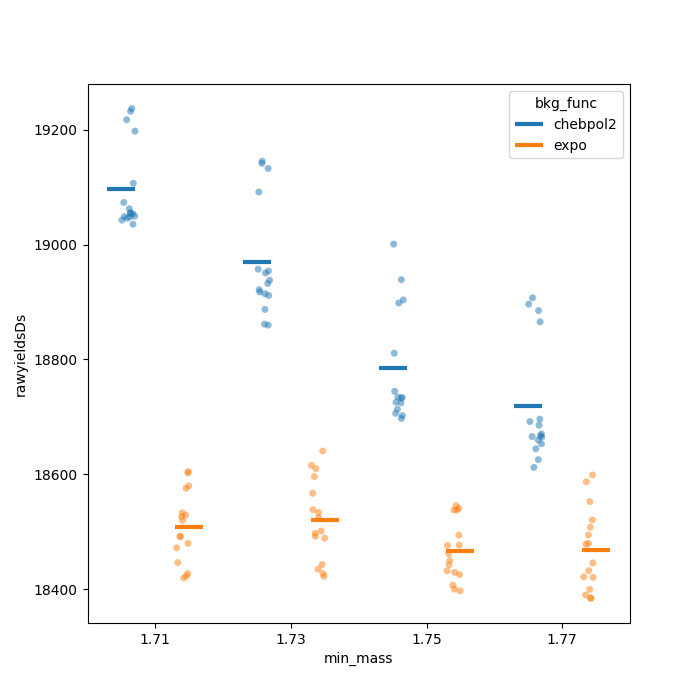 bkg_func
chebpol2
expo
19200
19000
18800
18600
18400
rawyieldsDs
1.71
1.73
1.75
1.77
min_mass